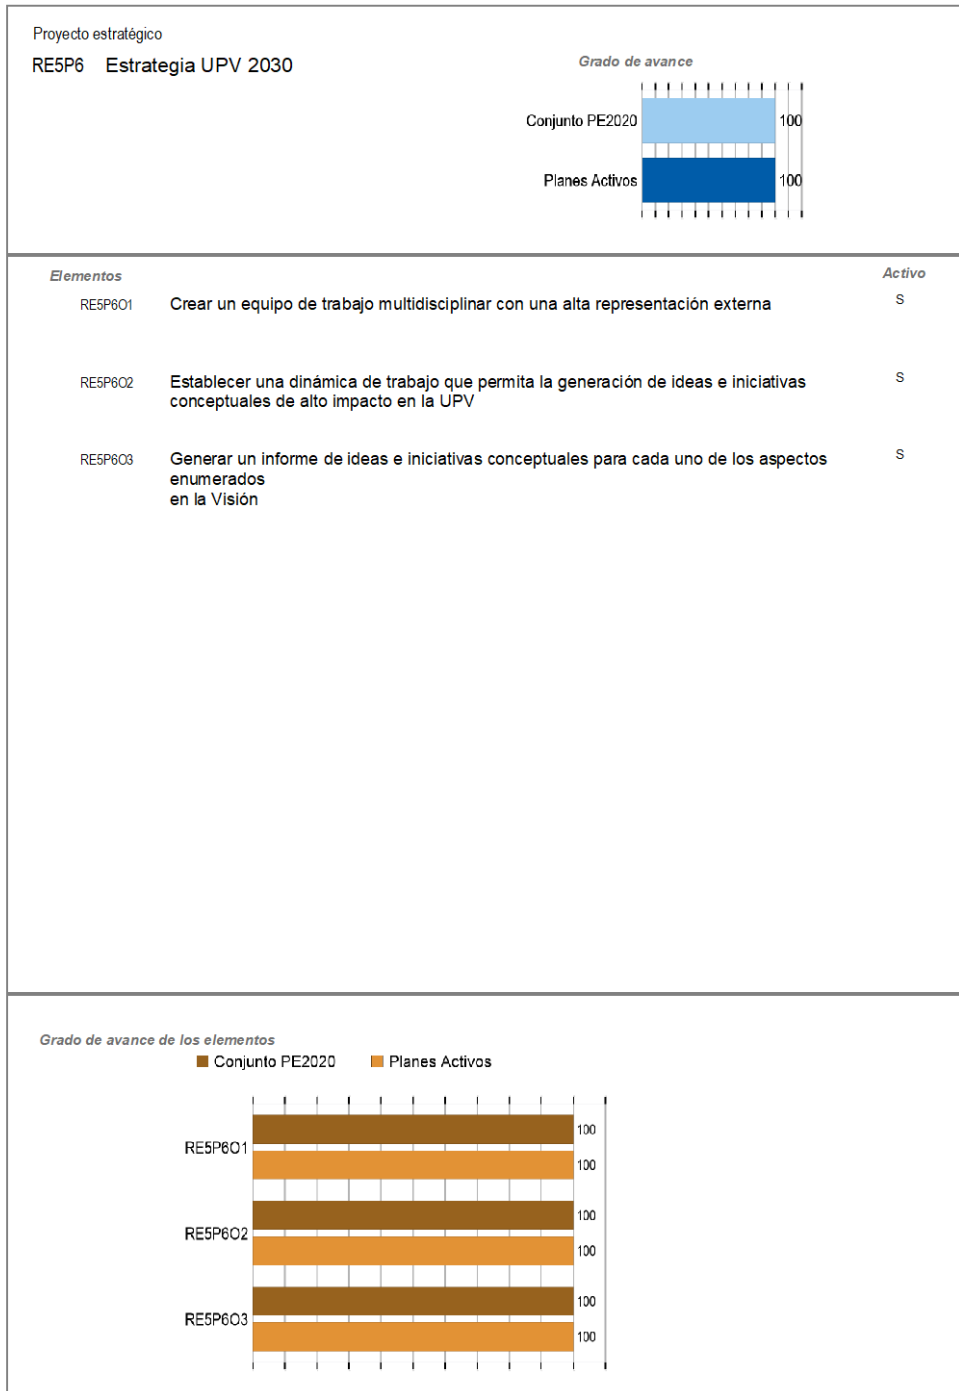 Proyecto estratégico
RE5P6 Estrategia UPV 2030
Grado de avance
Conjunto PE2020 100
Planes Activos 100
Elementos Activo
RE5P6O1 Crear un equipo de trabajo multidisciplinar con una alta representación externa S
RE5P6O2 Establecer una dinámica de trabajo que permita la generación de ideas e iniciativas S
conceptuales de alto impacto en la UPV
RE5P6O3 Generar un informe de ideas e iniciativas conceptuales para cada uno de los aspectos S
enumerados
en la Visión
Grado de avance de los elementos
Conjunto PE2020 Planes Activos
RE5P6O1
100
100
RE5P6O2
100
100
RE5P6O3
100
100